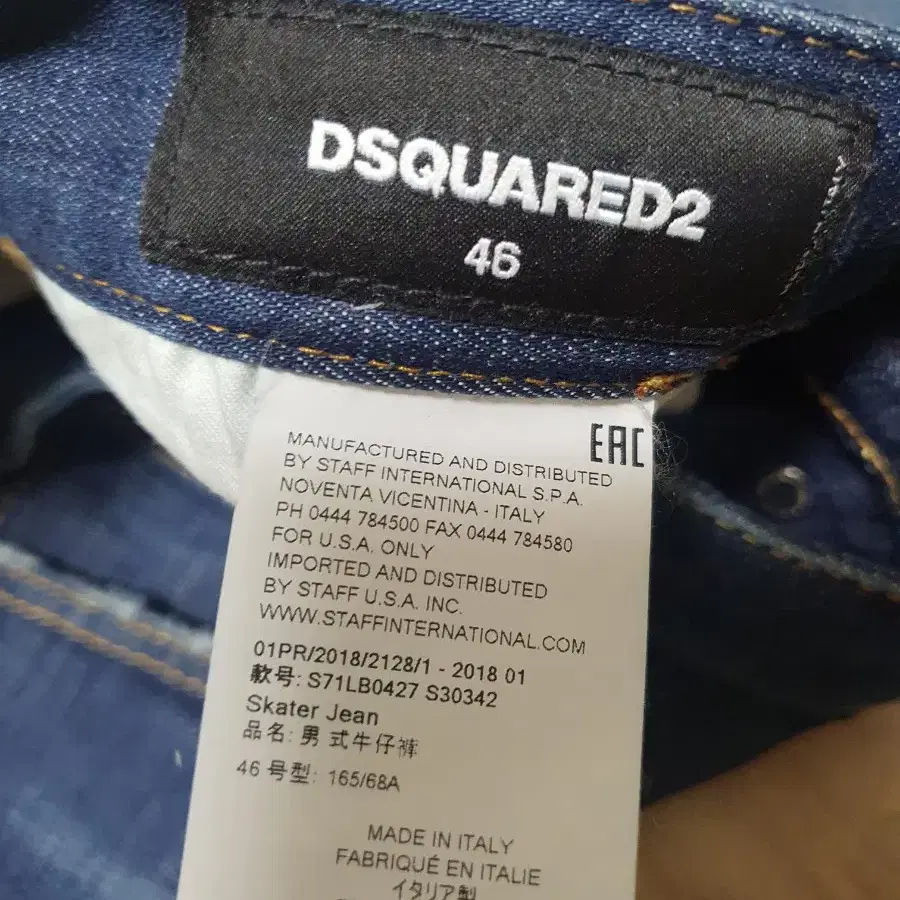 DSQUARED2
46
EAC
MANUFACTURED AND DISTRIBUTED
BY STAFF INTERNATIONAL S.P.A.
NOVENTA VICENTINA - ITALY
PH 0444 784500 FAX 0444 784580
FOR U.S.A. ONLY
IMPORTED AND DISTRIBUTED
BY STAFF U.S.A. INC.
WWW.STAFFINTERNATIONAL.COM
01PR/2018/2128/1 - 2018 01
款号: S71LB0427 S30342
Skater Jean
品名: 男 式牛仔褲
46 号型: 165/68A
MADE IN ITALY
FABRIQUÉ EN ITALIE
イタリア製